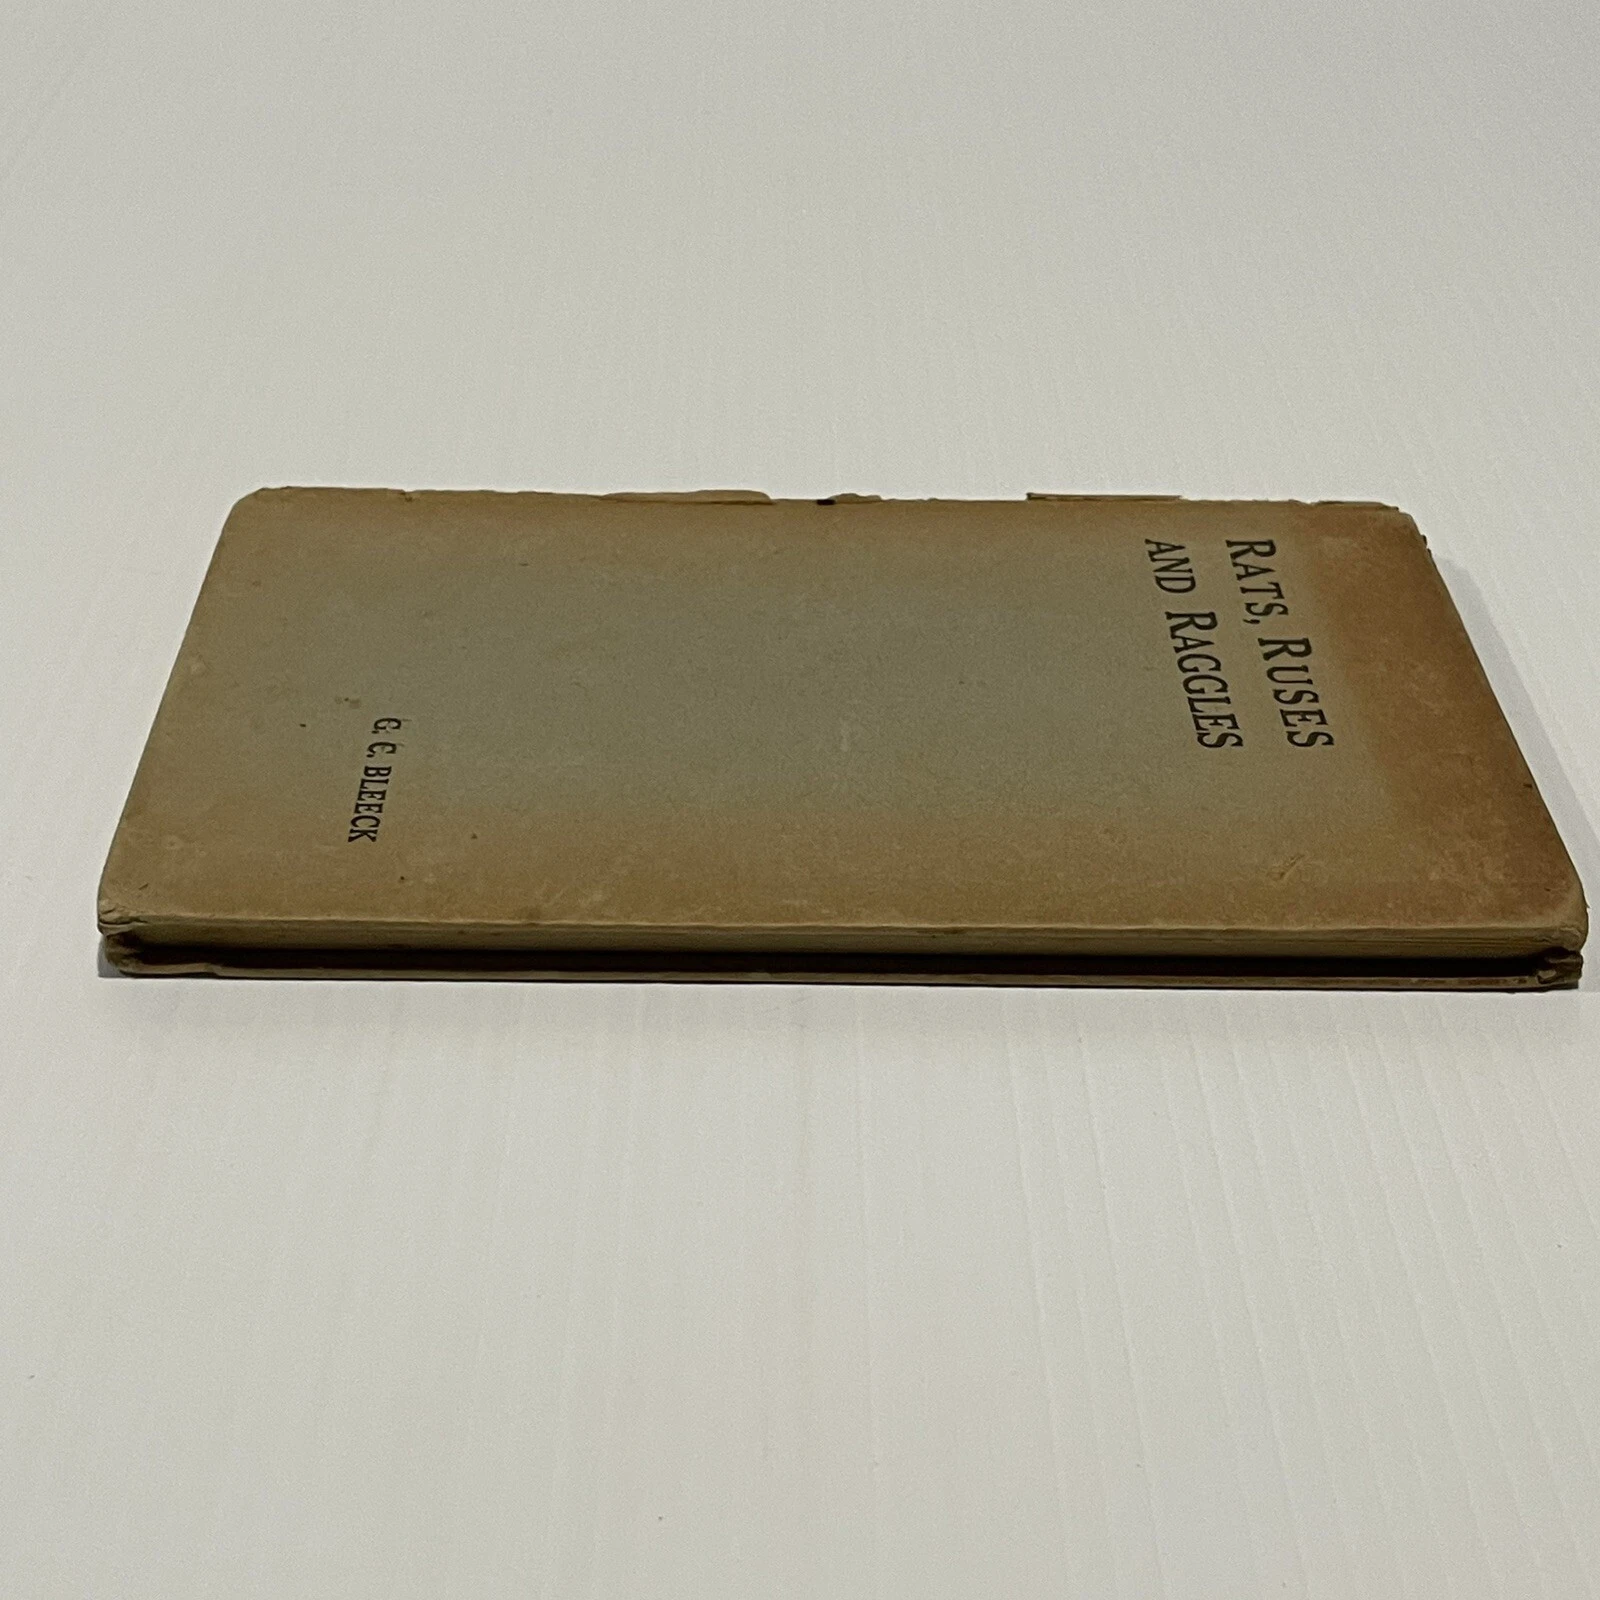 RATS, RUSES
AND RAGGLES
G. C. BLEECK